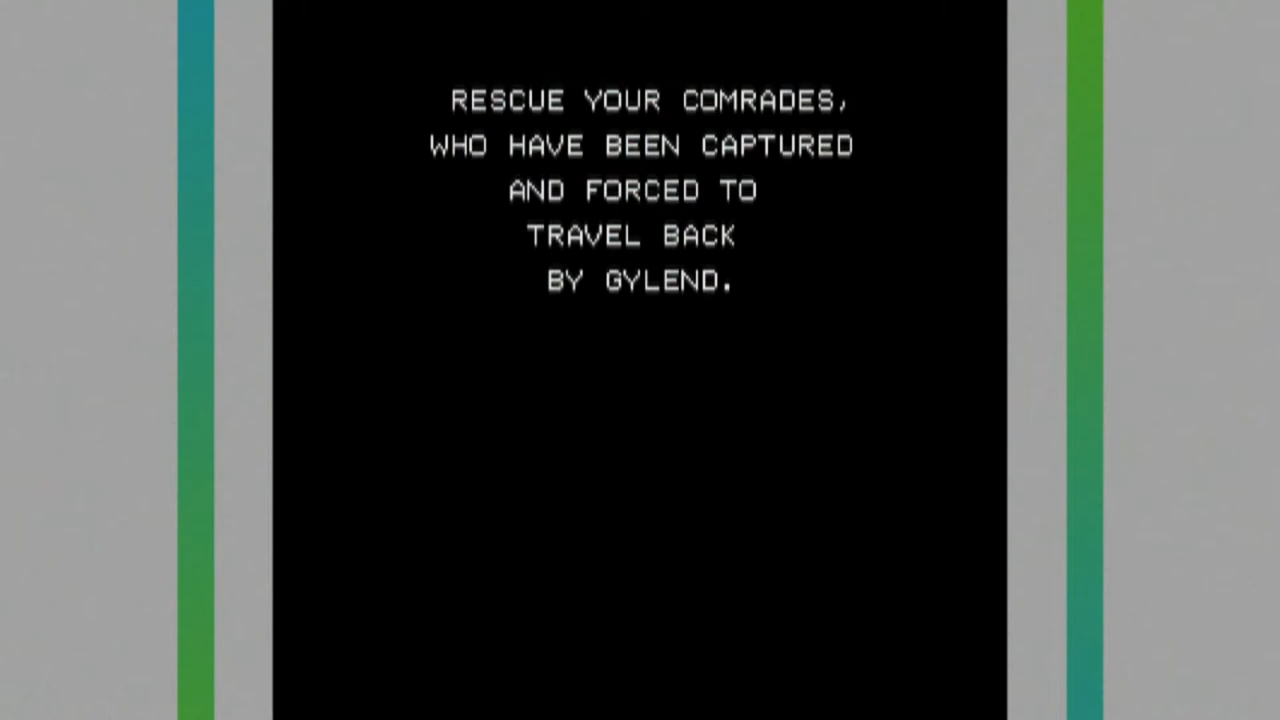 RESCUE YOUR COMRADES,
WHO HAVE BEEN CAPTURED
AND FORCED TO
TRAVEL BACK
BY GYLEND.